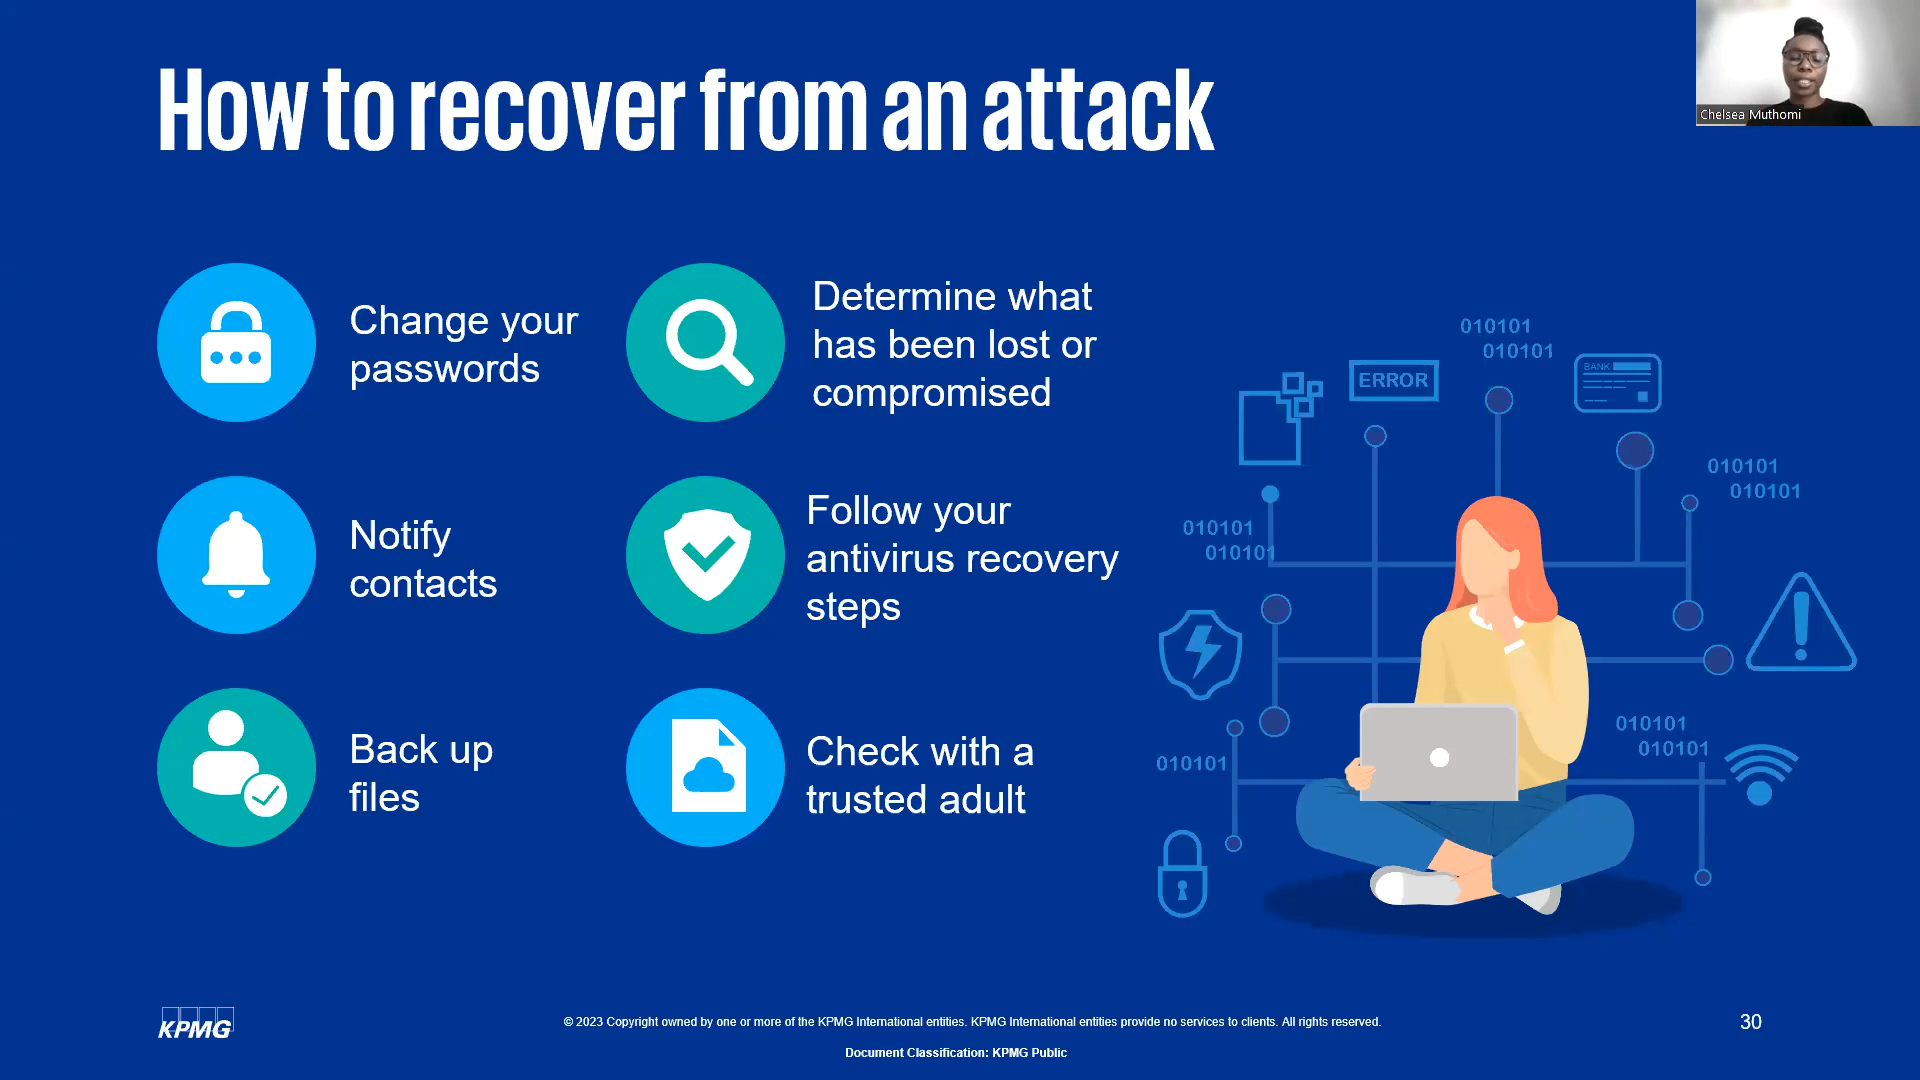 How to recover from an attack
Chelsea Muthomi
Change your
passwords
Determine what
has been lost or
compromised
Notify
contacts
Follow your
antivirus recovery
steps
Back up
files
Check with a
trusted adult
010101
010101
ERROR
BANK
010101
010101
010101
010101
010101
010101
010101
KPMG
© 2023 Copyright owned by one or more of the KPMG International entities. KPMG International entities provide no services to clients. All rights reserved.
30
Document Classification: KPMG Public